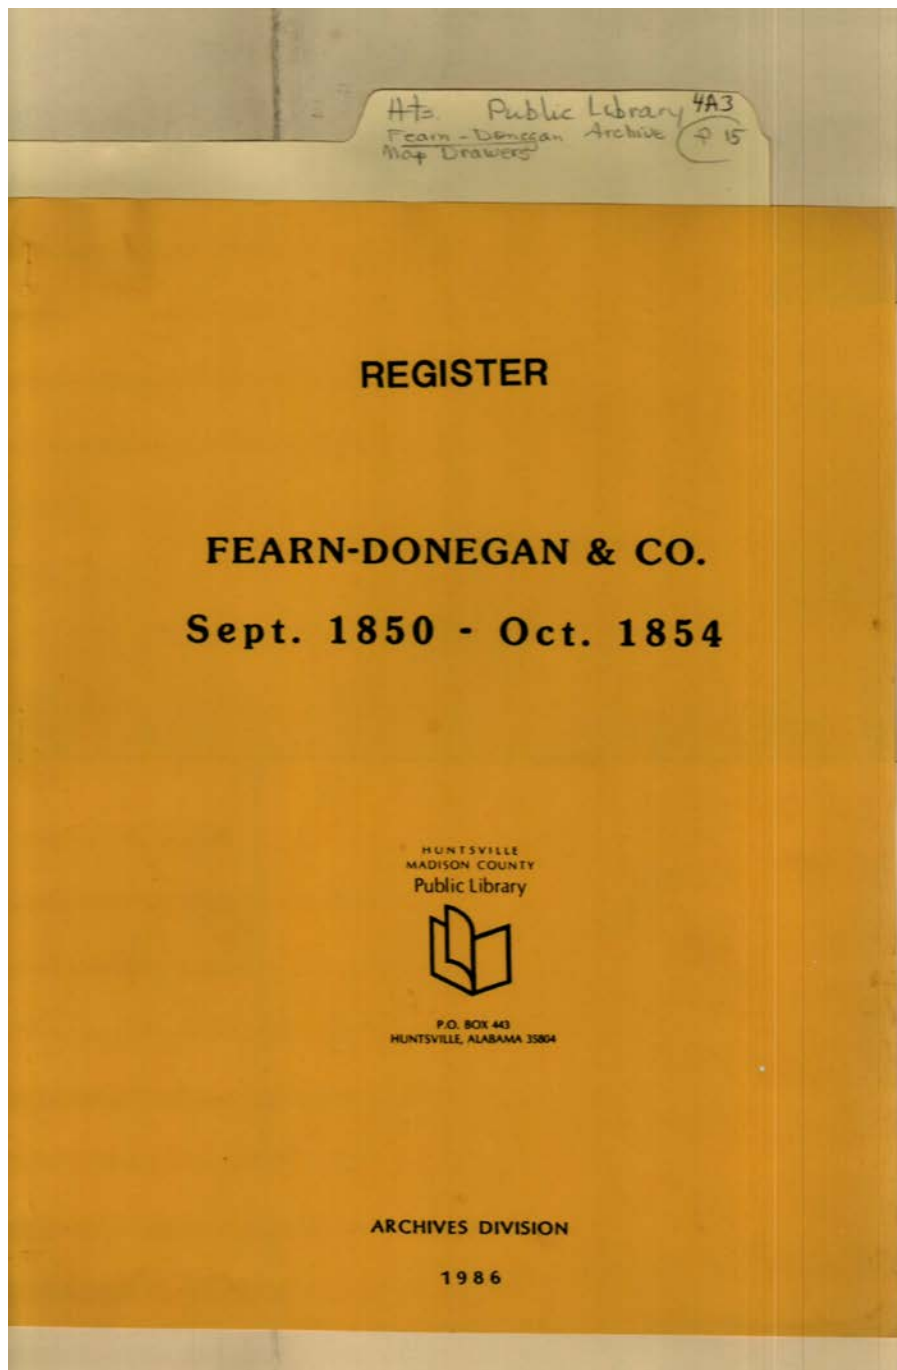 Hts. Public Library 4A3
Fearn-Donegan Archive P 15
Map Drawers
REGISTER
FEARN-DONEGAN & CO.
Sept. 1850 - Oct. 1854
HUNTSVILLE
MADISON COUNTY
Public Library
P.O. BOX 443
HUNTSVILLE, ALABAMA 35804
ARCHIVES DIVISION
1986